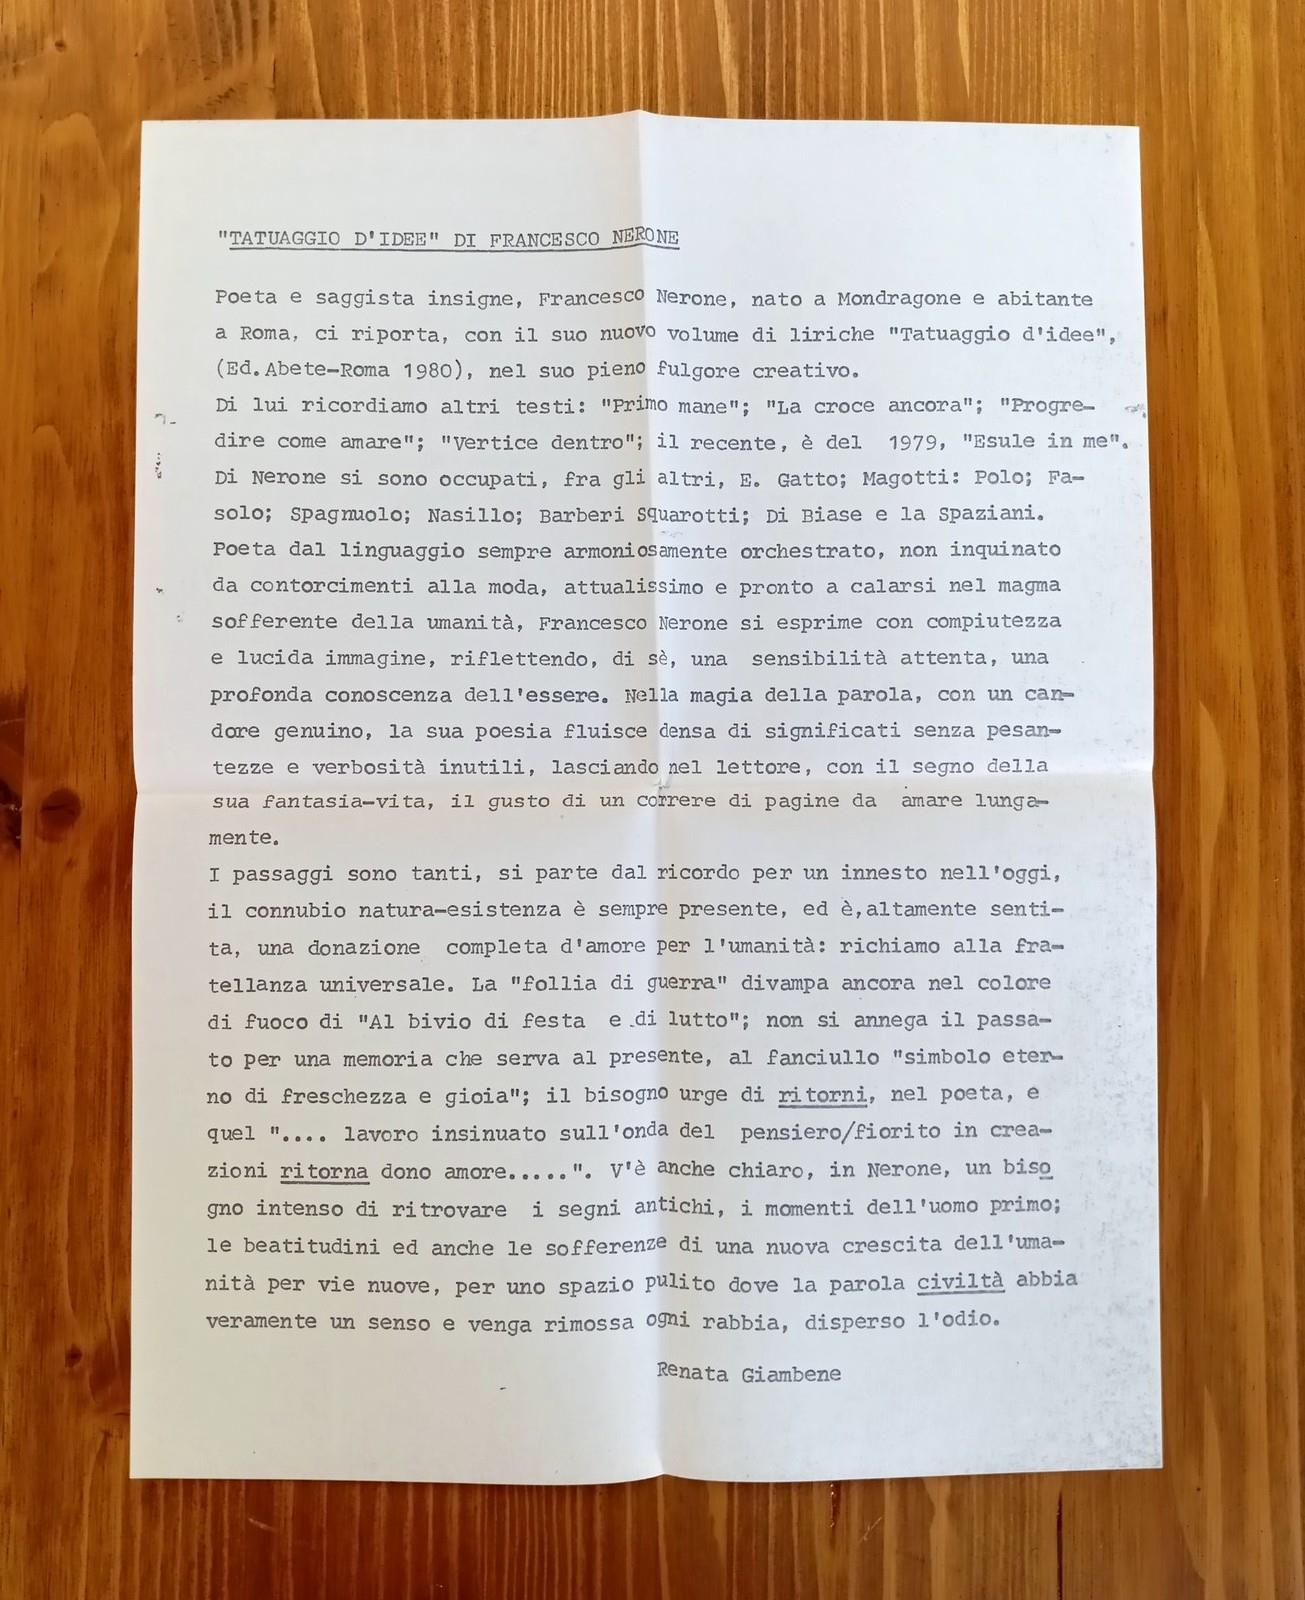 "TATUAGGIO D'IDEE" DI FRANCESCO NERONE
Poeta e saggista insigne, Francesco Nerone, nato a Mondragone e abitante
a Roma, ci riporta, con il suo nuovo volume di liriche "Tatuaggio d'idee",
(Ed.Abete-Roma 1980), nel suo pieno fulgore creativo.
Di lui ricordiamo altri testi: "Primo mane"; "La croce ancora"; "Progre-
dire come amare"; "Vertice dentro"; il recente, è del 1979, "Esule in me".
Di Nerone si sono occupati, fra gli altri, E. Gatto; Magotti: Polo; Fa-
solo; Spagnuolo; Nasillo; Barberi Squarotti; Di Biase e la Spaziani.
Poeta dal linguaggio sempre armoniosamente orchestrato, non inquinato
da contorcimenti alla moda, attualissimo e pronto a calarsi nel magma
sofferente della umanità, Francesco Nerone si esprime con compiutezza
e lucida immagine, riflettendo, di sè, una sensibilità attenta, una
profonda conoscenza dell'essere. Nella magia della parola, con un can-
dore genuino, la sua poesia fluisce densa di significati senza pesan-
tezze e verbosità inutili, lasciando nel lettore, con il segno della
sua fantasia-vita, il gusto di un correre di pagine da amare lunga-
mente.
I passaggi sono tanti, si parte dal ricordo per un innesto nell'oggi,
il connubio natura-esistenza è sempre presente, ed è,altamente senti-
ta, una donazione completa d'amore per l'umanità: richiamo alla fra-
tellanza universale. La "follia di guerra" divampa ancora nel colore
di fuoco di "Al bivio di festa e di lutto"; non si annega il passa-
to per una memoria che serva al presente, al fanciullo "simbolo eter-
no di freschezza e gioia"; il bisogno urge di ritorni, nel poeta, e
quel ".... lavoro insinuato sull'onda del pensiero/fiorito in crea-
zioni ritorna dono amore.....". V'è anche chiaro, in Nerone, un biso
gno intenso di ritrovare i segni antichi, i momenti dell'uomo primo;
le beatitudini ed anche le sofferenze di una nuova crescita dell'uma-
nità per vie nuove, per uno spazio pulito dove la parola civiltà abbia
veramente un senso e venga rimossa ogni rabbia, disperso l'odio.
Renata Giambene